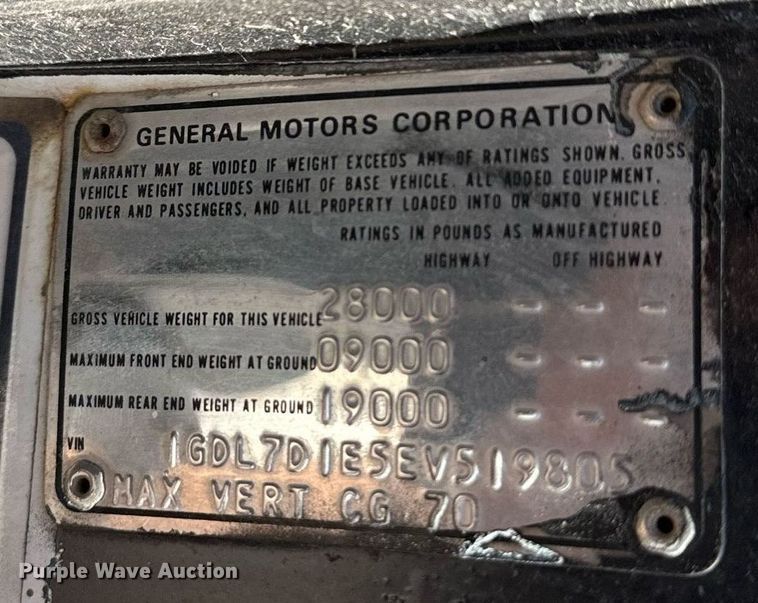 GENERAL MOTORS CORPORATION
WARRANTY MAY BE VOIDED IF WEIGHT EXCEEDS ANY OF RATINGS SHOWN. GROSS
VEHICLE WEIGHT INCLUDES WEIGHT OF BASE VEHICLE, ALL ADDED EQUIPMENT,
DRIVER AND PASSENGERS, AND ALL PROPERTY LOADED INTO OR ONTO VEHICLE.
RATINGS IN POUNDS AS MANUFACTURED
HIGHWAY OFF HIGHWAY
GROSS VEHICLE WEIGHT FOR THIS VEHICLE 28000 - - -
MAXIMUM FRONT END WEIGHT AT GROUND 09000 - - -
MAXIMUM REAR END WEIGHT AT GROUND 19000 - - -
VIN 1GDL7D1E5EV519805
MAX VERT CG 70
Purple Wave Auction